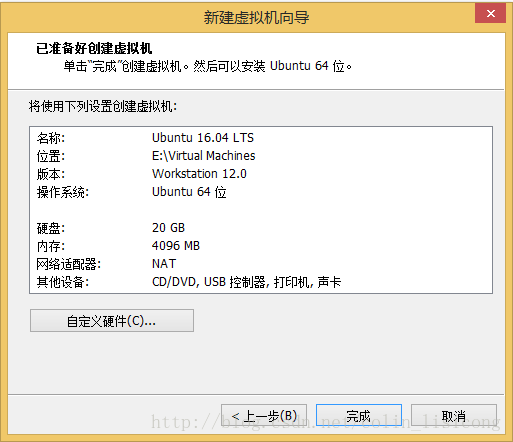 新建虚拟机向导
已准备好创建虚拟机
单击“完成”创建虚拟机。然后可以安装 Ubuntu 64 位。
将使用下列设置创建虚拟机:
名称: Ubuntu 16.04 LTS
位置: E:\Virtual Machines
版本: Workstation 12.0
操作系统: Ubuntu 64 位
硬盘: 20 GB
内存: 4096 MB
网络适配器: NAT
其他设备: CD/DVD, USB 控制器, 打印机, 声卡
自定义硬件(C)...
< 上一步(B) 完成 取消